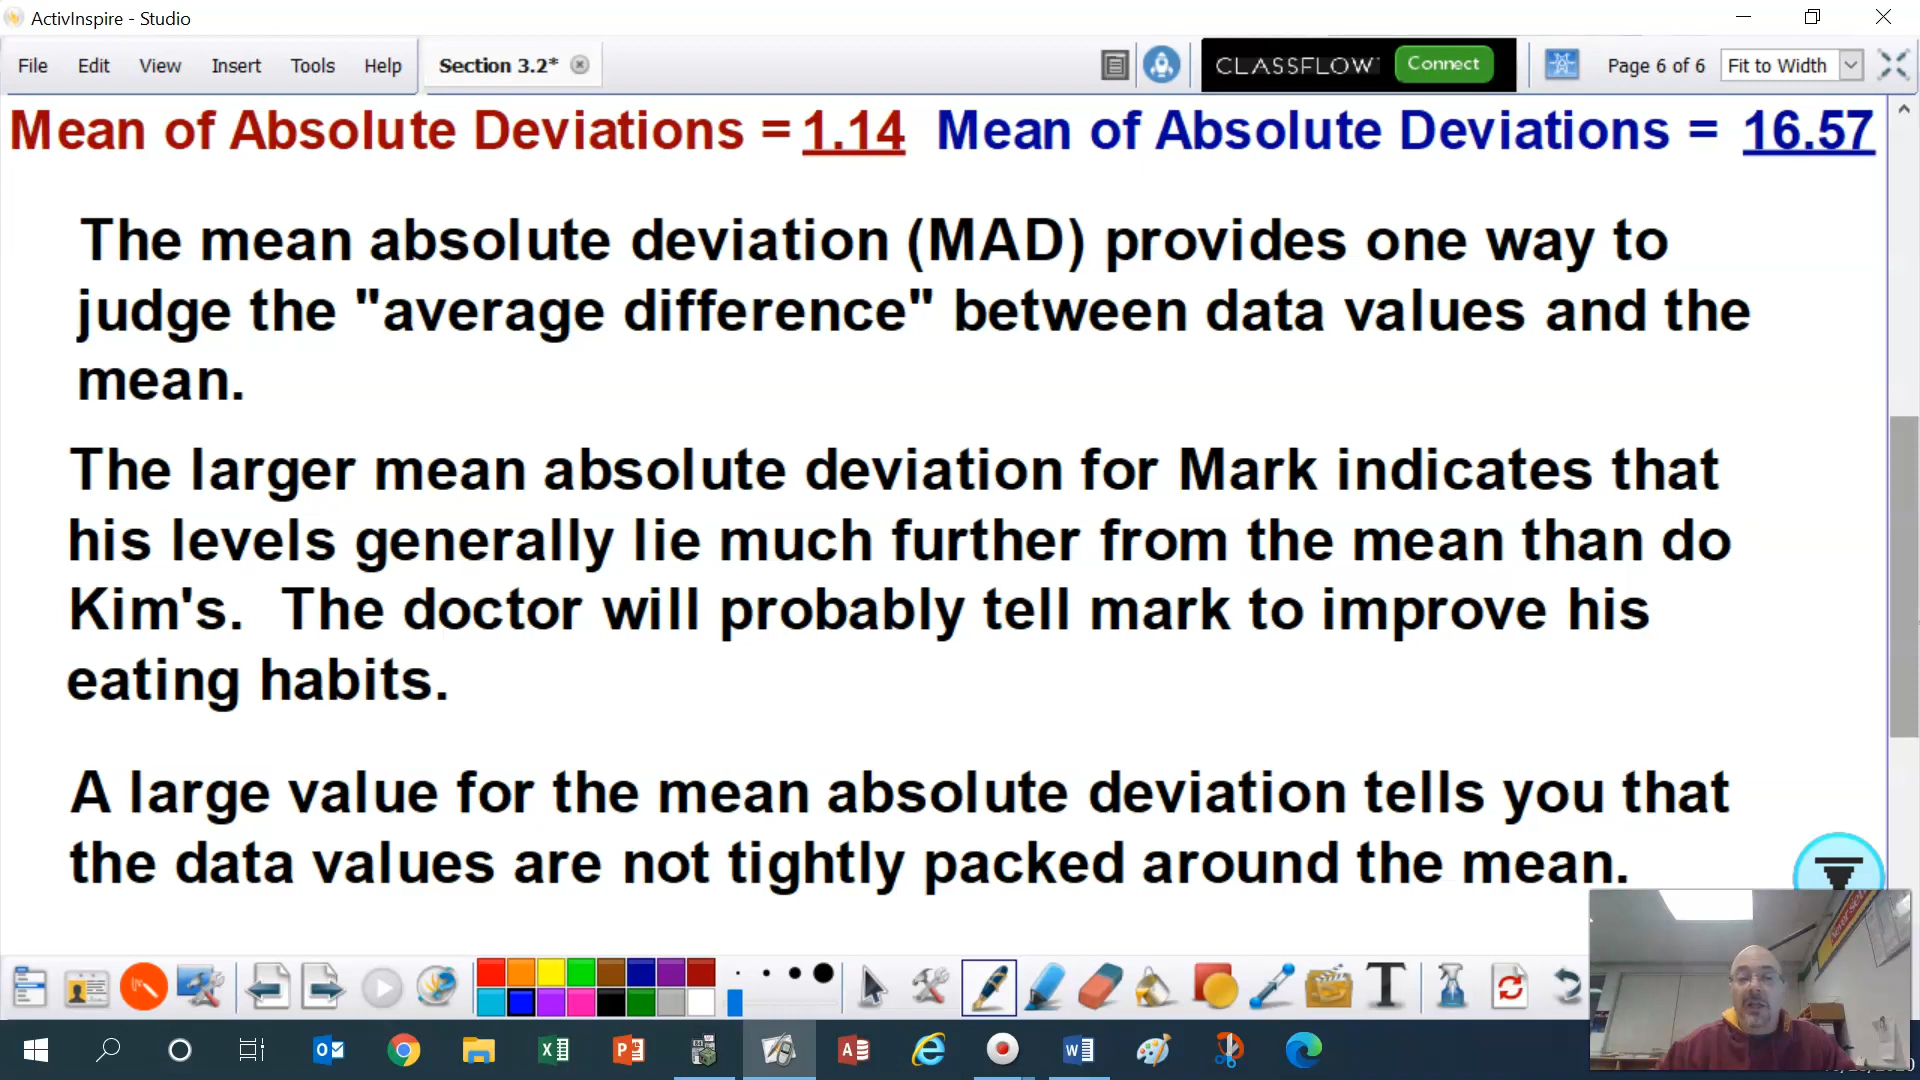 ActivInspire - Studio
File Edit View Insert Tools Help Section 3.2* CLASSFLOW Connect Page 6 of 6 Fit to Width
Mean of Absolute Deviations = 1.14 Mean of Absolute Deviations = 16.57
The mean absolute deviation (MAD) provides one way to
judge the "average difference" between data values and the
mean.
The larger mean absolute deviation for Mark indicates that
his levels generally lie much further from the mean than do
Kim's. The doctor will probably tell mark to improve his
eating habits.
A large value for the mean absolute deviation tells you that
the data values are not tightly packed around the mean.